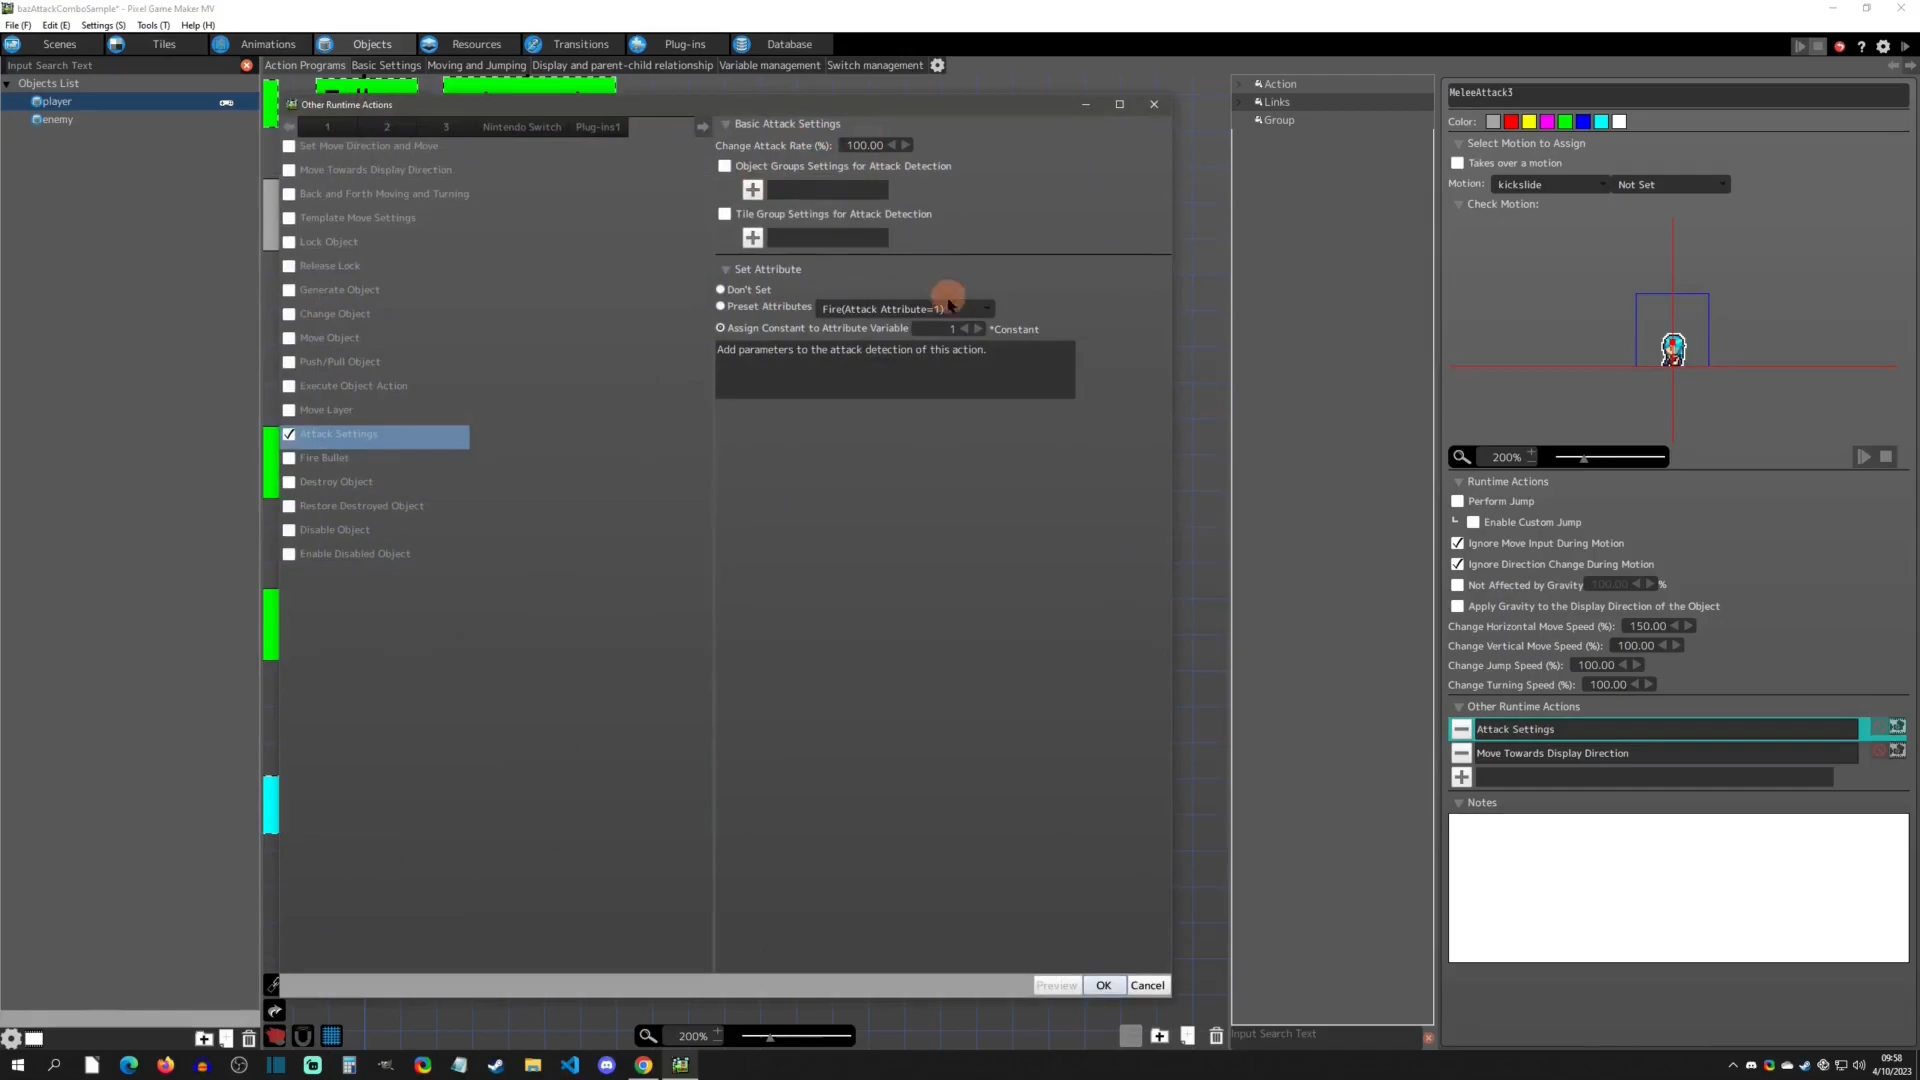 bazAttackComboSample* - Pixel Game Maker MV
File (F) Edit (E) Settings (S) Tools (T) Help (H)
Scenes Tiles Animations Objects Resources Transitions Plug-ins Database
Input Search Text
Action Programs Basic Settings Moving and Jumping Display and parent-child relationship Variable management Switch management
Objects List
player
enemy
Other Runtime Actions
1 2 3 Nintendo Switch Plug-ins1
Set Move Direction and Move
Move Towards Display Direction
Back and Forth Moving and Turning
Template Move Settings
Lock Object
Release Lock
Generate Object
Change Object
Move Object
Push/Pull Object
Execute Object Action
Move Layer
Attack Settings
Fire Bullet
Destroy Object
Restore Destroyed Object
Disable Object
Enable Disabled Object
Basic Attack Settings
Change Attack Rate (%): 100.00
Object Groups Settings for Attack Detection
Tile Group Settings for Attack Detection
Set Attribute
Don't Set
Preset Attributes Fire(Attack Attribute=1)
Assign Constant to Attribute Variable 1 *Constant
Add parameters to the attack detection of this action.
Preview OK Cancel
200%
Action
Links
Group
Input Search Text
MeleeAttack3
Color:
Select Motion to Assign
Takes over a motion
Motion: kickslide Not Set
Check Motion:
200%
Runtime Actions
Perform Jump
Enable Custom Jump
Ignore Move Input During Motion
Ignore Direction Change During Motion
Not Affected by Gravity 100.00 %
Apply Gravity to the Display Direction of the Object
Change Horizontal Move Speed (%): 150.00
Change Vertical Move Speed (%): 100.00
Change Jump Speed (%): 100.00
Change Turning Speed (%): 100.00
Other Runtime Actions
Attack Settings
Move Towards Display Direction
Notes
09:58
4/10/2023